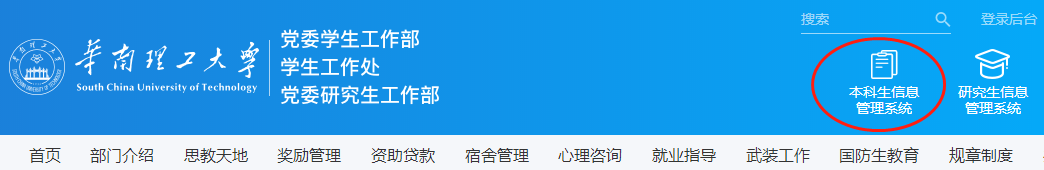 搜索
登录后台
華南理工大學
South China University of Technology
党委学生工作部
学生工作处
党委研究生工作部
本科生信息
管理系统
研究生信息
管理系统
首页 部门介绍 思教天地 奖励管理 资助贷款 宿舍管理 心理咨询 就业指导 武装工作 国防生教育 规章制度